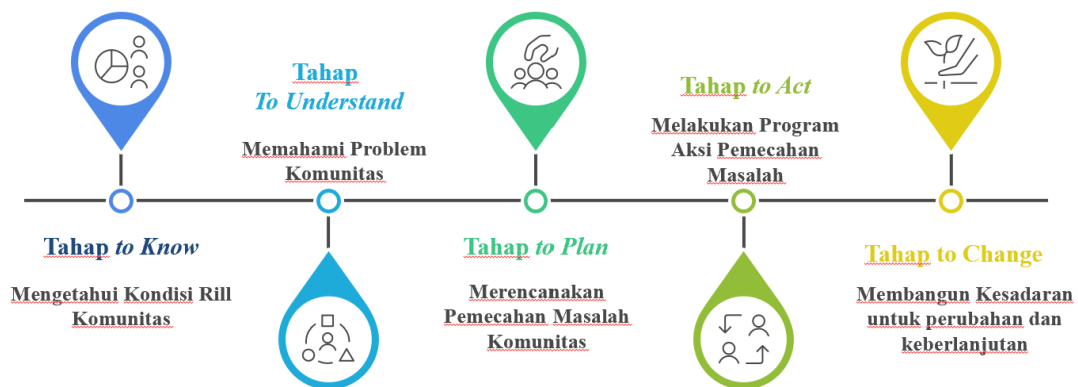 Tahap to Know
Mengetahui Kondisi Rill
Komunitas
Tahap
To Understand
Memahami Problem
Komunitas
Tahap to Plan
Merencanakan
Pemecahan Masalah
Komunitas
Tahap to Act
Melakukan Program
Aksi Pemecahan
Masalah
Tahap to Change
Membangun Kesadaran
untuk perubahan dan
keberlanjutan